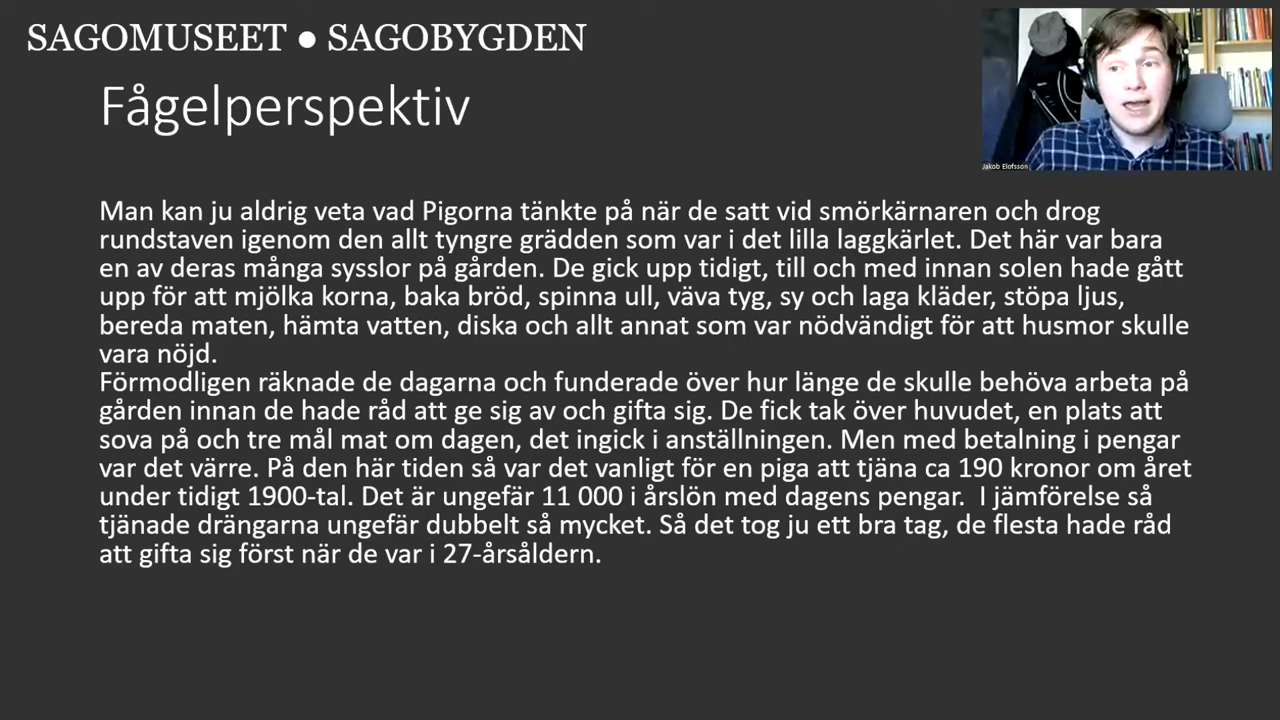 SAGOMUSEET ● SAGOBYGDEN
Fågelperspektiv
Jakob Elofsson
Man kan ju aldrig veta vad Pigorna tänkte på när de satt vid smörkärnaren och drog
rundstaven igenom den allt tyngre grädden som var i det lilla laggkärlet. Det här var bara
en av deras många sysslor på gården. De gick upp tidigt, till och med innan solen hade gått
upp för att mjölka korna, baka bröd, spinna ull, väva tyg, sy och laga kläder, stöpa ljus,
bereda maten, hämta vatten, diska och allt annat som var nödvändigt för att husmor skulle
vara nöjd.
Förmodligen räknade de dagarna och funderade över hur länge de skulle behöva arbeta på
gården innan de hade råd att ge sig av och gifta sig. De fick tak över huvudet, en plats att
sova på och tre mål mat om dagen, det ingick i anställningen. Men med betalning i pengar
var det värre. På den här tiden så var det vanligt för en piga att tjäna ca 190 kronor om året
under tidigt 1900-tal. Det är ungefär 11 000 i årslön med dagens pengar.  I jämförelse så
tjänade drängarna ungefär dubbelt så mycket. Så det tog ju ett bra tag, de flesta hade råd
att gifta sig först när de var i 27-årsåldern.